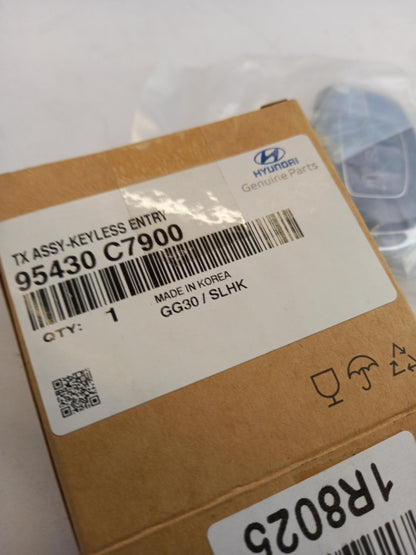 HYUNDAI
Genuine Parts
TX ASSY-KEYLESS ENTRY
95430 C7900
QTY: 1
MADE IN KOREA
GG30 / SLHK
1R8025